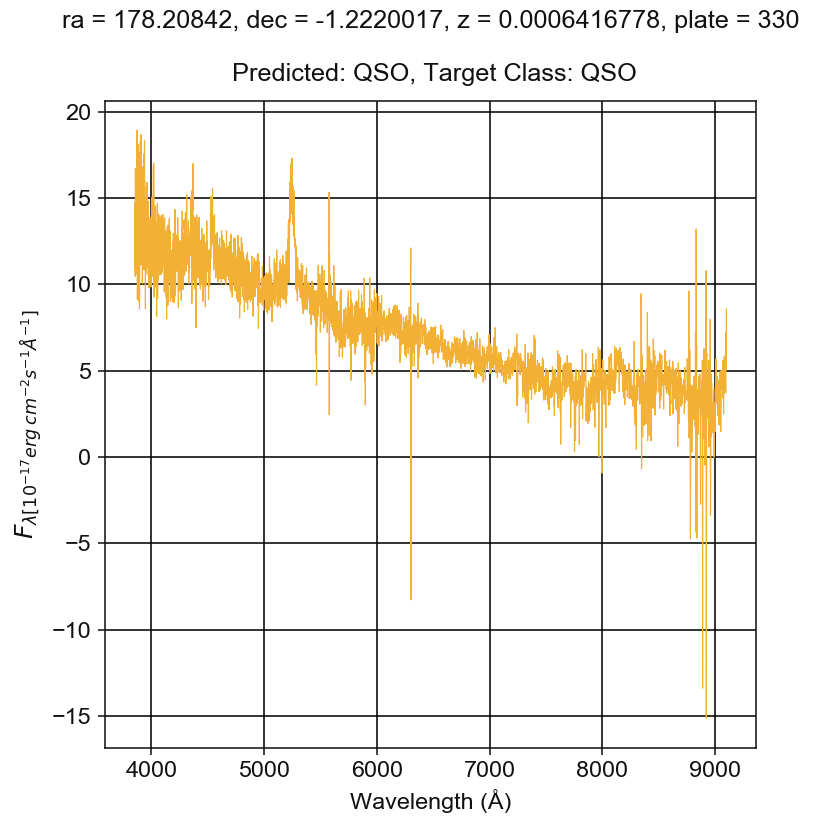 ra = 178.20842, dec = -1.2220017, z = 0.0006416778, plate = 330
Predicted: QSO, Target Class: QSO
20
15
10
5
0
−5
−10
−15
F_{λ[10^{−17}erg cm^{−2}s^{−1}Å^{−1}]}
4000 5000 6000 7000 8000 9000
Wavelength (Å)